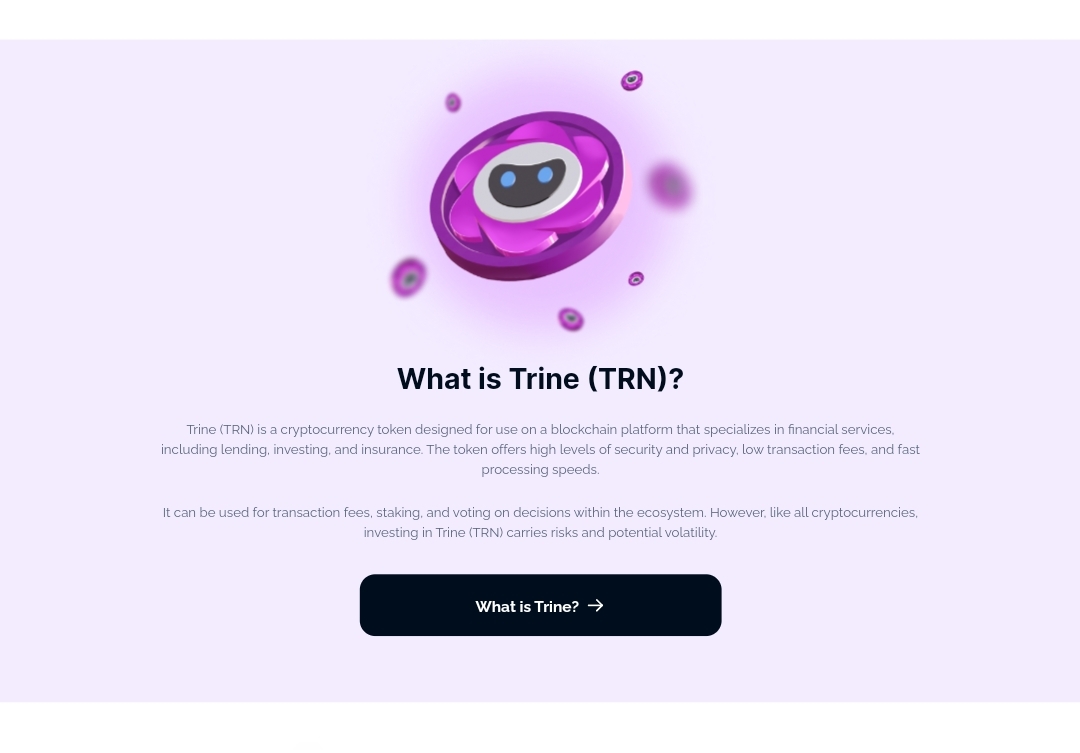 What is Trine (TRN)?
Trine (TRN) is a cryptocurrency token designed for use on a blockchain platform that specializes in financial services,
including lending, investing, and insurance. The token offers high levels of security and privacy, low transaction fees, and fast
processing speeds.
It can be used for transaction fees, staking, and voting on decisions within the ecosystem. However, like all cryptocurrencies,
investing in Trine (TRN) carries risks and potential volatility.
What is Trine? →